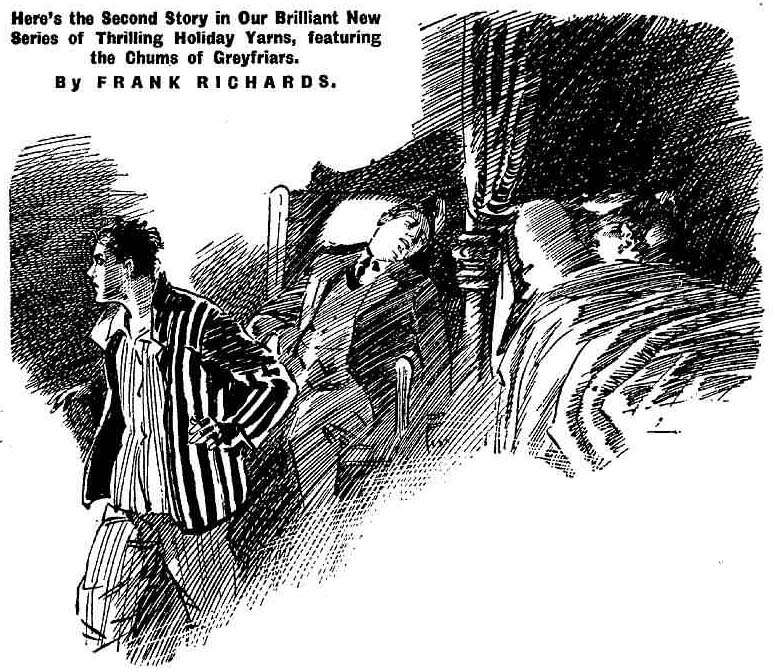 Here's the Second Story in Our Brilliant New
Series of Thrilling Holiday Yarns, featuring
the Chums of Greyfriars.
By FRANK RICHARDS.